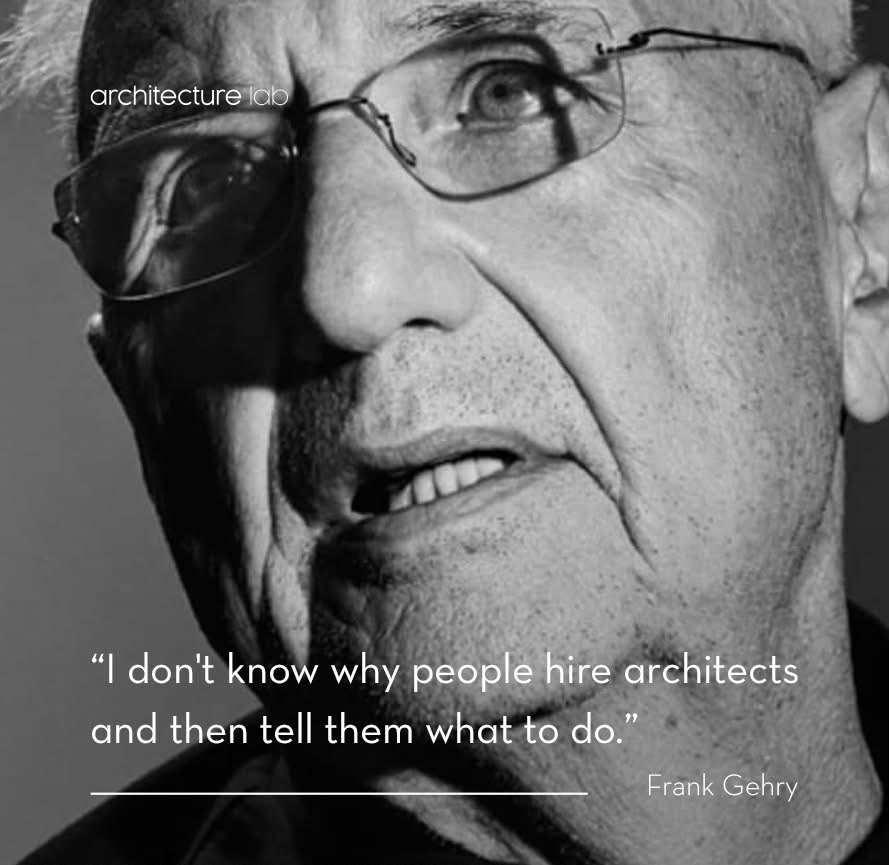 architecture lab
“I don't know why people hire architects
and then tell them what to do.”
Frank Gehry